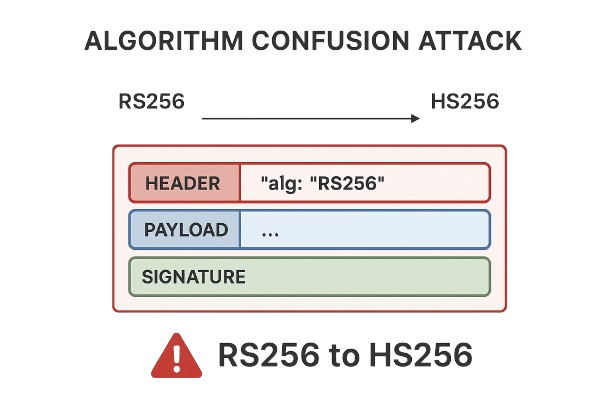 ALGORITHM CONFUSION ATTACK
RS256 HS256
HEADER "alg: "RS256"
PAYLOAD ...
SIGNATURE
! RS256 to HS256